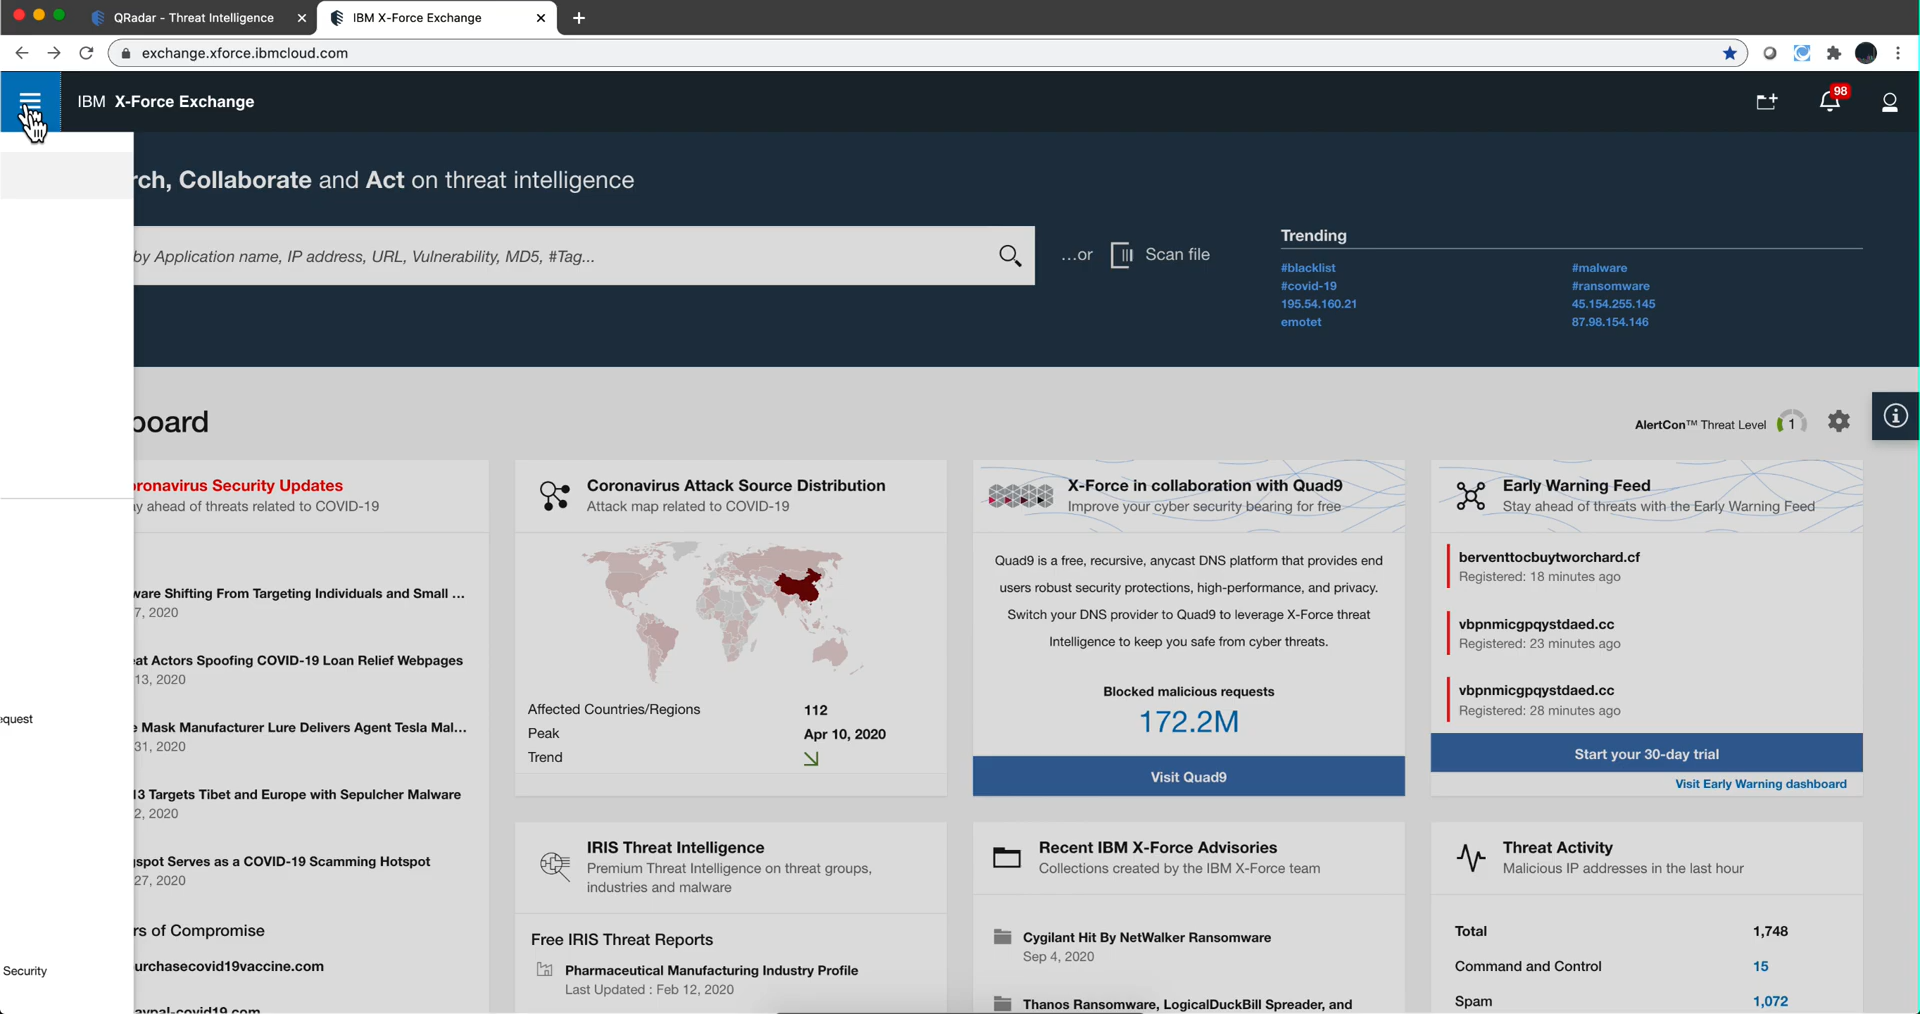 QRadar - Threat Intelligence
IBM X-Force Exchange
exchange.xforce.ibmcloud.com
IBM X-Force Exchange
98
rch, Collaborate and Act on threat intelligence
by Application name, IP address, URL, Vulnerability, MD5, #Tag...
...or Scan file
Trending
#blacklist #malware
#covid-19 #ransomware
195.54.160.21 45.154.255.145
emotet 87.98.154.146
board
AlertCon™ Threat Level 1
ronavirus Security Updates
y ahead of threats related to COVID-19
ware Shifting From Targeting Individuals and Small ...
7, 2020
eat Actors Spoofing COVID-19 Loan Relief Webpages
13, 2020
e Mask Manufacturer Lure Delivers Agent Tesla Mal...
31, 2020
13 Targets Tibet and Europe with Sepulcher Malware
2, 2020
gspot Serves as a COVID-19 Scamming Hotspot
27, 2020
rs of Compromise
urchasecovid19vaccine.com
aypal-covid19.com
equest
Security
Coronavirus Attack Source Distribution
Attack map related to COVID-19
Affected Countries/Regions 112
Peak Apr 10, 2020
Trend
X-Force in collaboration with Quad9
Improve your cyber security bearing for free
Quad9 is a free, recursive, anycast DNS platform that provides end
users robust security protections, high-performance, and privacy.
Switch your DNS provider to Quad9 to leverage X-Force threat
Intelligence to keep you safe from cyber threats.
Blocked malicious requests
172.2M
Visit Quad9
Early Warning Feed
Stay ahead of threats with the Early Warning Feed
berventtocbuytworchard.cf
Registered: 18 minutes ago
vbpnmicgpqystdaed.cc
Registered: 23 minutes ago
vbpnmicgpqystdaed.cc
Registered: 28 minutes ago
Start your 30-day trial
Visit Early Warning dashboard
IRIS Threat Intelligence
Premium Threat Intelligence on threat groups,
industries and malware
Free IRIS Threat Reports
Pharmaceutical Manufacturing Industry Profile
Last Updated : Feb 12, 2020
Recent IBM X-Force Advisories
Collections created by the IBM X-Force team
Cygilant Hit By NetWalker Ransomware
Sep 4, 2020
Thanos Ransomware, LogicalDuckBill Spreader, and
Threat Activity
Malicious IP addresses in the last hour
Total 1,748
Command and Control 15
Spam 1,072